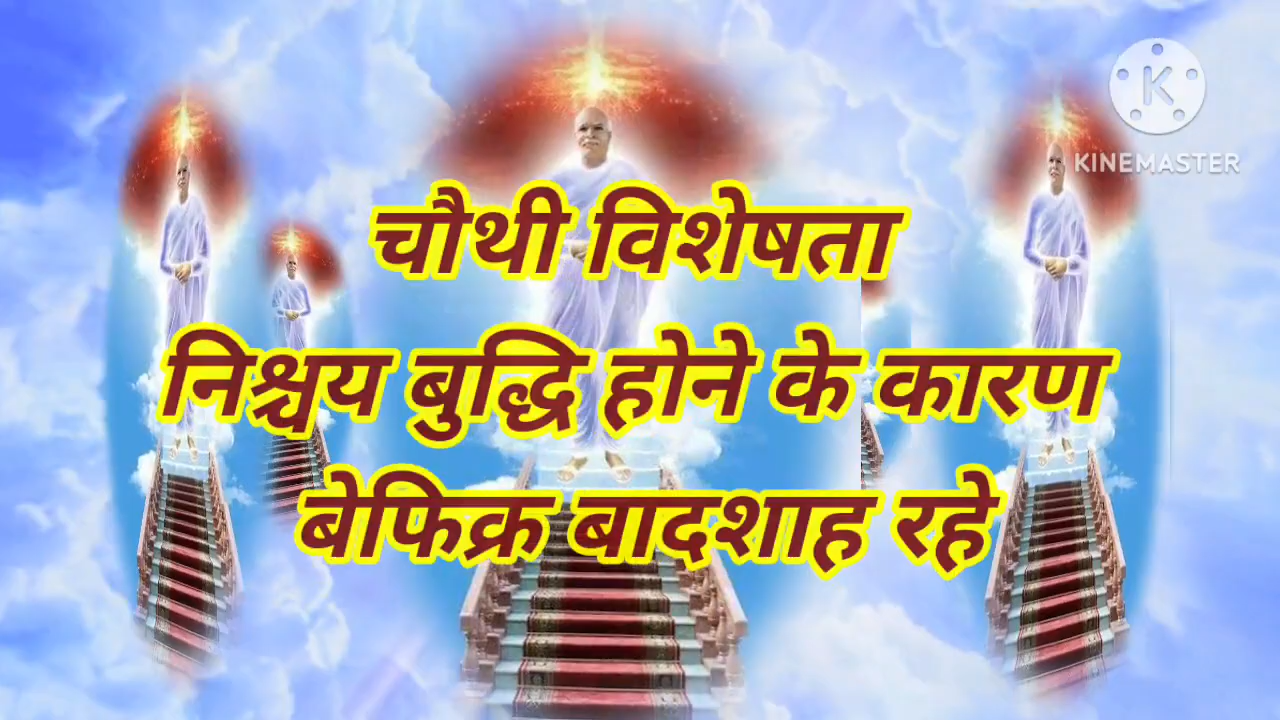 KINEMASTER
चौथी विशेषता
निश्चय बुद्धि होने के कारण
बेफिक्र बादशाह रहे